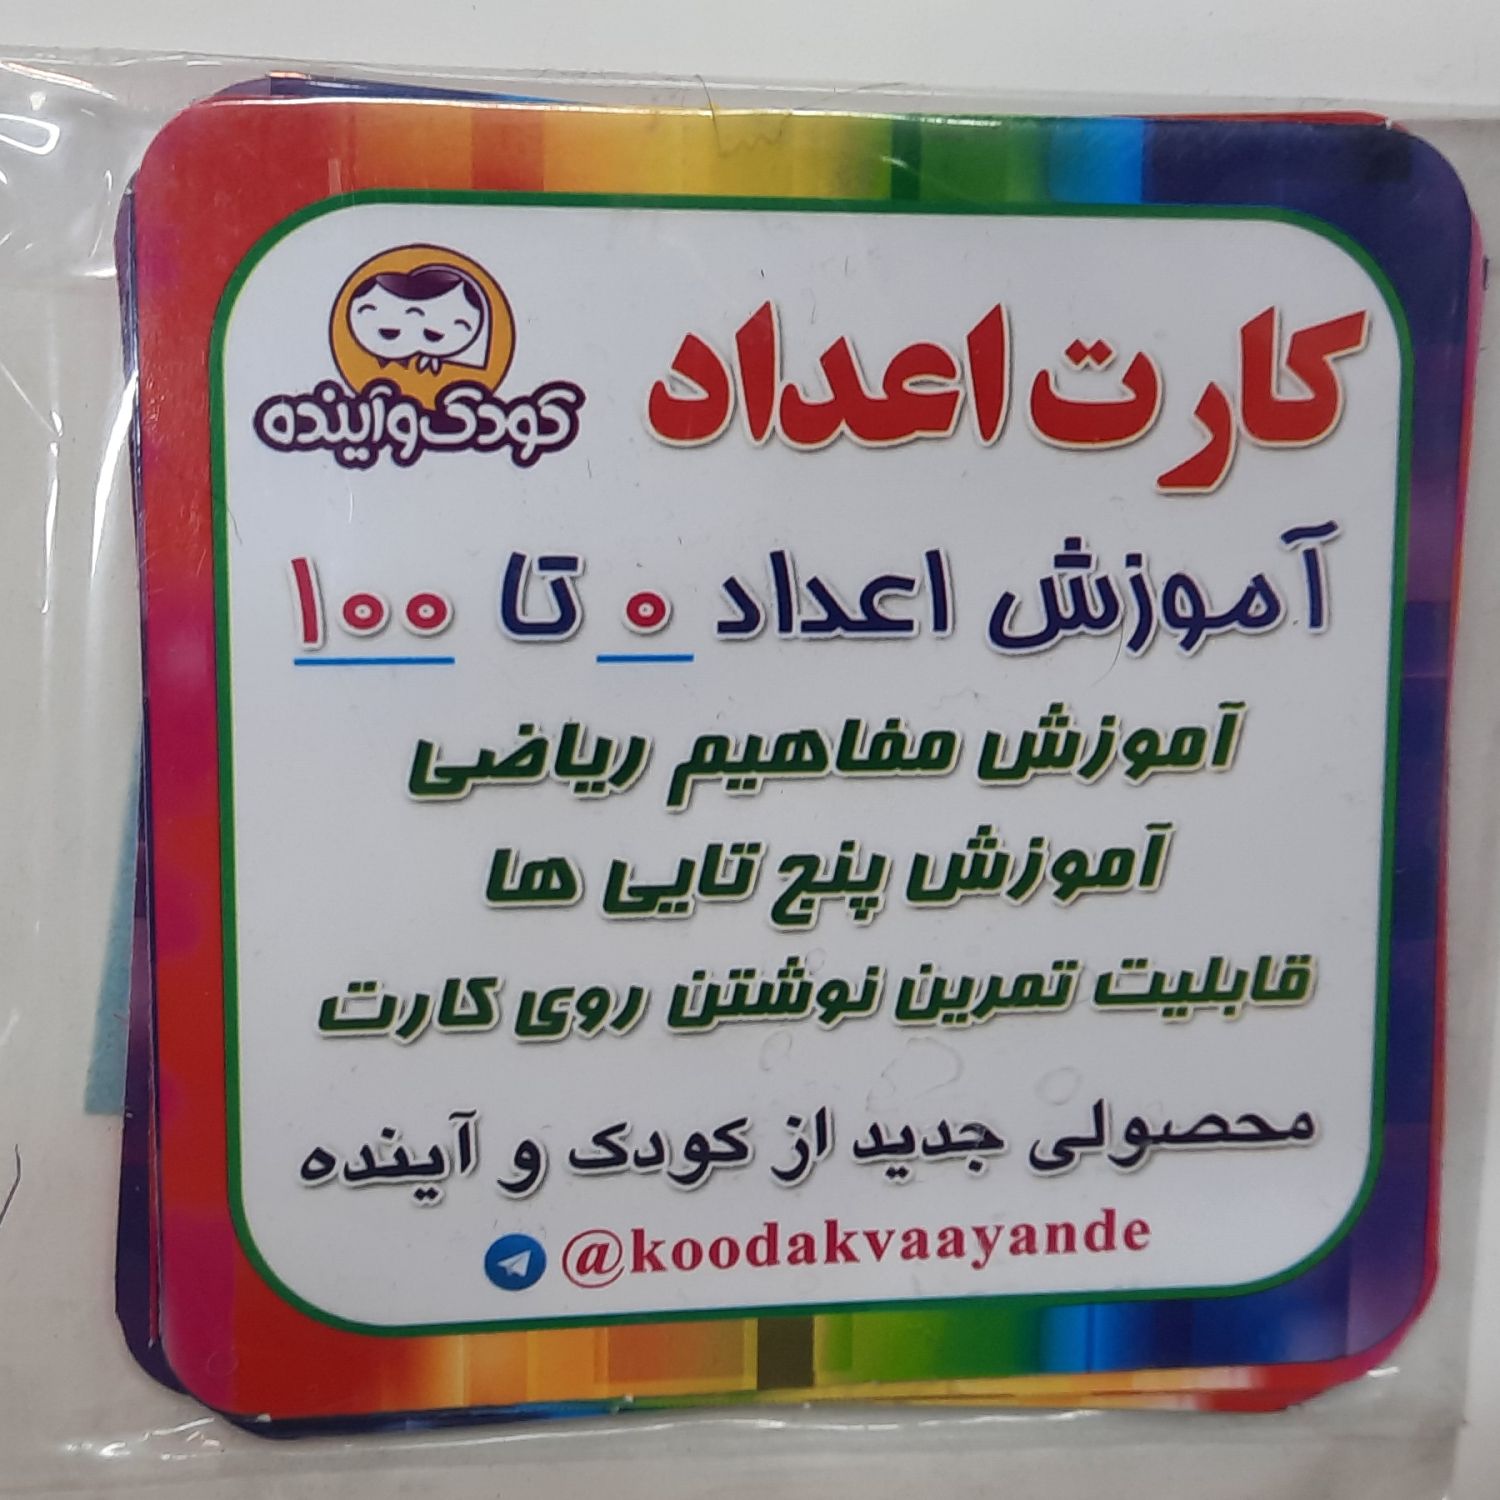 کارت اعداد
کودک و آینده
آموزش اعداد ۰ تا ۱۰۰
آموزش مفاهیم ریاضی
آموزش پنج تایی ها
قابلیت تمرین نوشتن روی کارت
محصولی جدید از کودک و آینده
@koodakvaayande